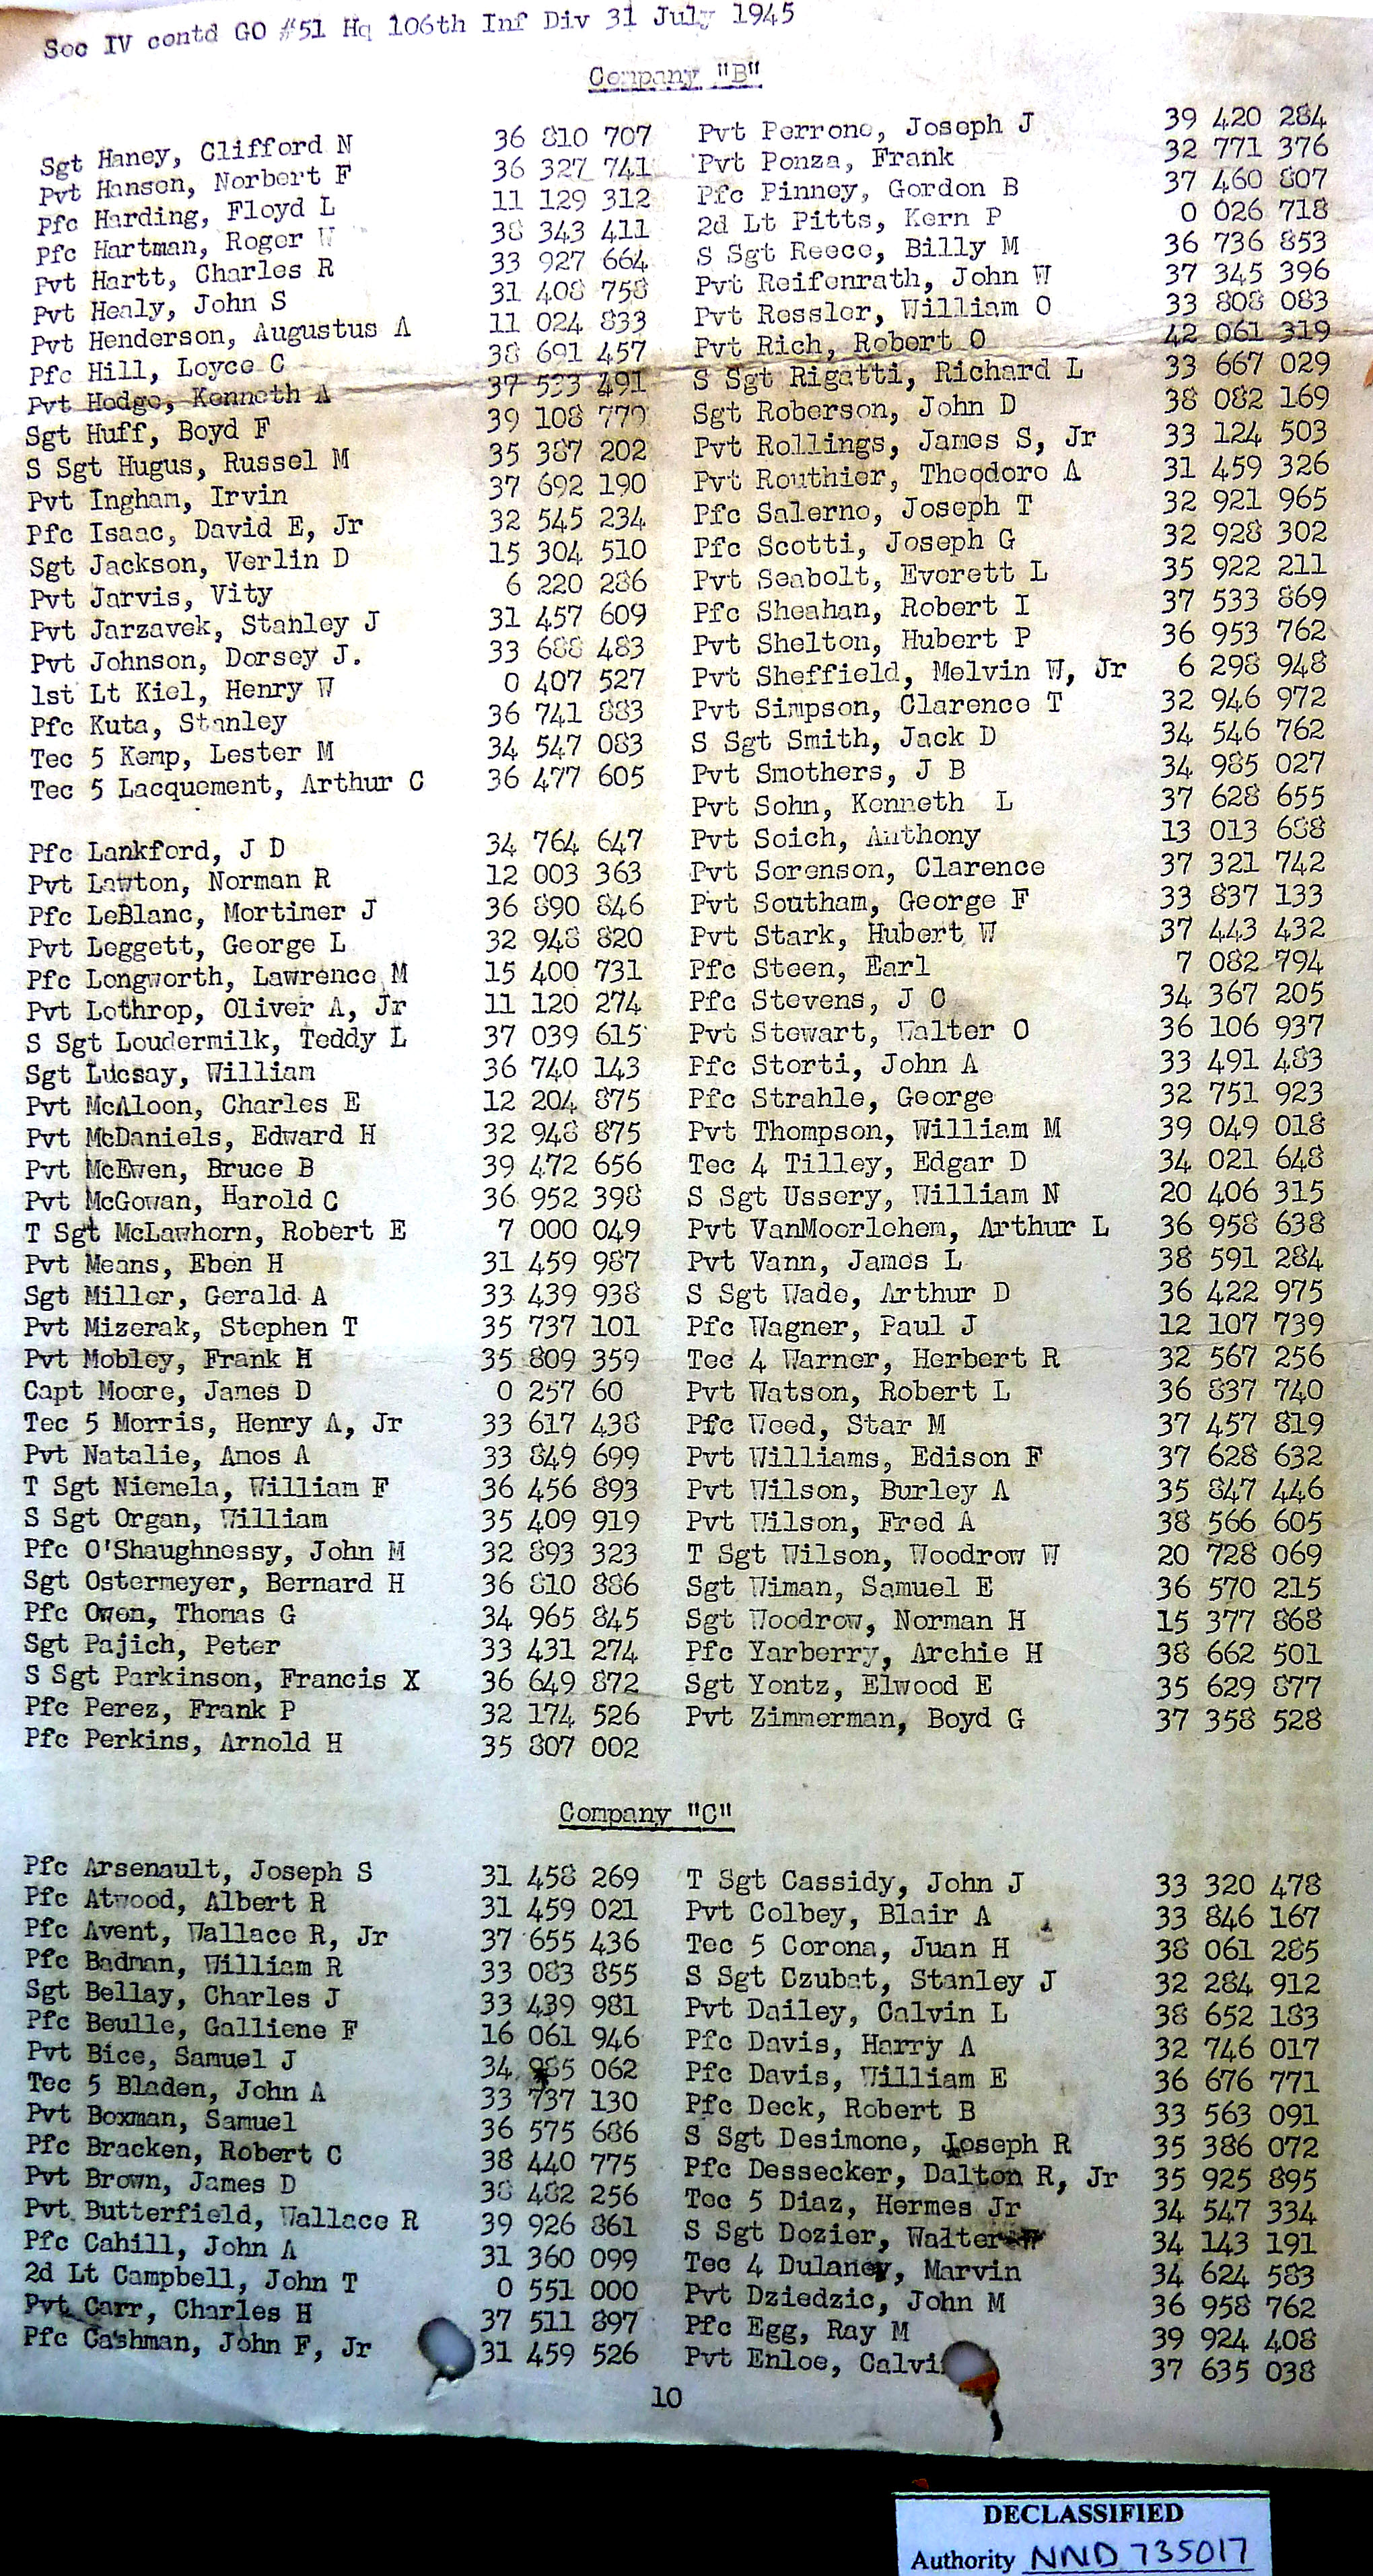 Sec IV contd GO #51 Hq 106th Inf Div 31 July 1945
Company "B"
Sgt Haney, Clifford N 36 810 707
Pvt Hansen, Norbert F 36 327 741
Pfc Harding, Floyd L 11 129 312
Pfc Hartman, Roger W 38 343 411
Pvt Hartt, Charles R 33 927 664
Pvt Healy, John S 31 408 758
Pvt Henderson, Augustus A 11 024 833
Pfc Hill, Loyce C 38 691 457
Pvt Hodge, Kenneth A 37 533 491
Sgt Huff, Boyd F 39 108 779
S Sgt Hugus, Russel M 35 387 202
Pvt Ingham, Irvin 37 692 190
Pfc Isaac, David E, Jr 32 545 234
Sgt Jackson, Verlin D 15 304 510
Pvt Jarvis, Vity 6 220 286
Pvt Jarzavek, Stanley J 31 457 609
Pvt Johnson, Dorsey J. 33 688 483
1st Lt Kiel, Henry W 0 407 527
Pfc Kuta, Stanley 36 741 883
Tec 5 Kemp, Lester M 34 547 083
Tec 5 Lacquement, Arthur C 36 477 605
Pfc Lankford, J D 34 764 647
Pvt Lawton, Norman R 12 003 363
Pfc LeBlanc, Mortimer J 36 890 846
Pvt Leggett, George L 32 948 820
Pfc Longworth, Lawrence M 15 400 731
Pvt Lothrop, Oliver A, Jr 11 120 274
S Sgt Loudermilk, Teddy L 37 039 615
Sgt Lucsay, William 36 740 143
Pvt McAloon, Charles E 12 204 875
Pvt McDaniels, Edward H 32 948 875
Pvt McEwen, Bruce B 39 472 656
Pvt McGowan, Harold C 36 952 398
T Sgt McLawhorn, Robert E 7 000 049
Pvt Means, Eben H 31 459 987
Sgt Miller, Gerald A 33 439 938
Pvt Mizerak, Stephen T 35 737 101
Pvt Mobley, Frank H 35 809 359
Capt Moore, James D 0 257 60
Tec 5 Morris, Henry A, Jr 33 617 438
Pvt Natalie, Amos A 33 849 699
T Sgt Niemela, William F 36 456 893
S Sgt Organ, William 35 409 919
Pfc O'Shaughnessy, John M 32 893 323
Sgt Ostermeyer, Bernard H 36 810 886
Pfc Owen, Thomas G 34 965 845
Sgt Pajich, Peter 33 431 274
S Sgt Parkinson, Francis X 36 649 872
Pfc Perez, Frank P 32 174 526
Pfc Perkins, Arnold H 35 807 002
Pvt Perrone, Joseph J 39 420 284
Pvt Ponza, Frank 32 771 376
Pfc Pinney, Gordon B 37 460 807
2d Lt Pitts, Kern P 0 026 718
S Sgt Reece, Billy M 36 736 853
Pvt Reifenrath, John W 37 345 396
Pvt Ressler, William O 33 808 083
Pvt Rich, Robert O 42 061 319
S Sgt Rigatti, Richard L 33 667 029
Sgt Roberson, John D 38 082 169
Pvt Rollings, James S, Jr 33 124 503
Pvt Routhier, Theodore A 31 459 326
Pfc Salerno, Joseph T 32 921 965
Pfc Scotti, Joseph G 32 928 302
Pvt Seabolt, Everett L 35 922 211
Pfc Sheahan, Robert I 37 533 869
Pvt Shelton, Hubert P 36 953 762
Pvt Sheffield, Melvin W, Jr 6 298 948
Pvt Simpson, Clarence T 32 946 972
S Sgt Smith, Jack D 34 546 762
Pvt Smothers, J B 34 985 027
Pvt Sohn, Kenneth L 37 628 655
Pvt Soich, Anthony 13 013 688
Pvt Sorenson, Clarence 37 321 742
Pvt Southam, George F 33 837 133
Pvt Stark, Hubert W 37 443 432
Pfc Steen, Earl 7 082 794
Pfc Stevens, J C 34 367 205
Pvt Stewart, Walter O 36 106 937
Pfc Storti, John A 33 491 483
Pfc Strahle, George 32 751 923
Pvt Thompson, William M 39 049 018
Tec 4 Tilley, Edgar D 34 021 648
S Sgt Ussery, William N 20 406 315
Pvt VanMeerlehem, Arthur L 36 958 638
Pvt Vann, James L 38 591 284
S Sgt Wade, Arthur D 36 422 975
Pfc Wagner, Paul J 12 107 739
Tec 4 Warner, Herbert R 32 567 256
Pvt Watson, Robert L 36 837 740
Pfc Weed, Star M 37 457 819
Pvt Williams, Edison F 37 628 632
Pvt Wilson, Burley A 35 847 446
Pvt Wilson, Fred A 38 566 605
T Sgt Wilson, Woodrow W 20 728 069
Sgt Wiman, Samuel E 36 570 215
Sgt Woodrow, Norman H 15 377 868
Pfc Yarberry, Archie H 38 662 501
Sgt Yontz, Elwood E 35 629 877
Pvt Zimmerman, Boyd G 37 358 528
Company "C"
Pfc Arsenault, Joseph S 31 458 269
Pfc Atwood, Albert R 31 459 021
Pfc Avent, Wallace R, Jr 37 655 436
Pfc Badman, William R 33 083 855
Sgt Bellay, Charles J 33 439 981
Pfc Beulle, Galliene F 16 061 946
Pvt Bice, Samuel J 34 985 062
Tec 5 Bladen, John A 33 737 130
Pvt Boxman, Samuel 36 575 686
Pfc Bracken, Robert C 38 440 775
Pvt Brown, James D 38 482 256
Pvt Butterfield, Wallace R 39 926 861
Pfc Cahill, John A 31 360 099
2d Lt Campbell, John T 0 551 000
Pvt Carr, Charles H 37 511 897
Pfc Cashman, John F, Jr 31 459 526
T Sgt Cassidy, John J 33 320 478
Pvt Colbey, Blair A 33 846 167
Tec 5 Corona, Juan H 38 061 285
S Sgt Czubat, Stanley J 32 284 912
Pvt Dailey, Calvin L 38 652 183
Pfc Davis, Harry A 32 746 017
Pfc Davis, William E 36 676 771
Pfc Deck, Robert B 33 563 091
S Sgt Desimone, Joseph R 35 386 072
Pfc Dessecker, Dalton R, Jr 35 925 895
Tec 5 Diaz, Hermes Jr 34 547 334
S Sgt Dozier, Walter 34 143 191
Tec 4 Dulaney, Marvin 34 624 583
Pvt Dziedzic, John M 36 958 762
Pfc Egg, Ray M 39 924 408
Pvt Enloe, Calvi 37 635 038
10
DECLASSIFIED
Authority NND 735017